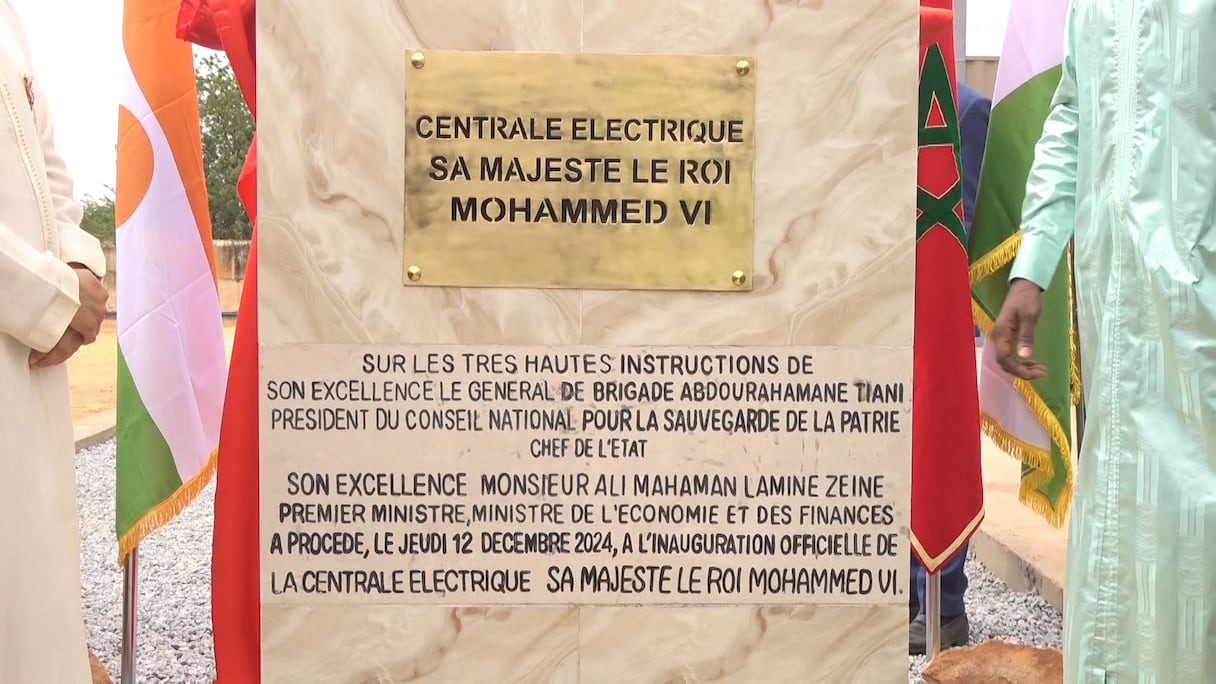 CENTRALE ELECTRIQUE
SA MAJESTE LE ROI
MOHAMMED VI
SUR LES TRES HAUTES INSTRUCTIONS DE
SON EXCELLENCE LE GENERAL DE BRIGADE ABDOURAHAMANE TIANI
PRESIDENT DU CONSEIL NATIONAL POUR LA SAUVEGARDE DE LA PATRIE
CHEF DE L'ETAT
SON EXCELLENCE MONSIEUR ALI MAHAMAN LAMINE ZEINE
PREMIER MINISTRE, MINISTRE DE L'ECONOMIE ET DES FINANCES
A PROCEDE, LE JEUDI 12 DECEMBRE 2024, A L'INAUGURATION OFFICIELLE DE
LA CENTRALE ELECTRIQUE SA MAJESTE LE ROI MOHAMMED VI.